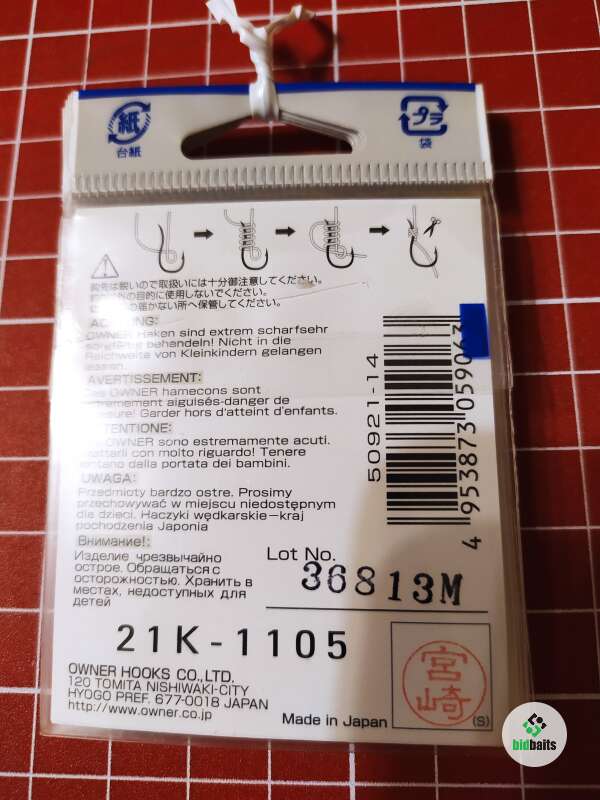 紙
台紙
プラ
袋
鈎先は鋭いので取扱いには十分御注意してください。
の目的に使用しないでください。
の届かない所へ保管してください。
ACHTUNG:
OWNER Haken sind extrem scharfsehr
behandeln! Nicht in die
Reichweite von Kleinkindern gelangen
lassen.
AVERTISSEMENT:
OWNER hamecons sont
extremement aiguisés-danger de
blessure! Garder hors d'atteint d'enfants.
ATTENTIONE:
OWNER sono estremamente acuti.
Trattarli con molto riguardo! Tenere
lontano dalla portata dei bambini.
UWAGA:
Przedmioty bardzo ostre. Prosimy
przechowywać w miejscu niedostępnym
dla dzieci. Haczyki wędkarskie–kraj
pochodzenia Japonia
Внимание!:
Изделие чрезвычайно
острое. Обращаться с
осторожностью. Хранить в
местах, недоступных для
детей
50921-14
4 953873 059063
Lot No.
36813M
21K-1105
OWNER HOOKS CO.,LTD.
120 TOMITA NISHIWAKI-CITY
HYOGO PREF. 677-0018 JAPAN
http://www.owner.co.jp
Made in Japan
宮崎
(S)
bidbaits